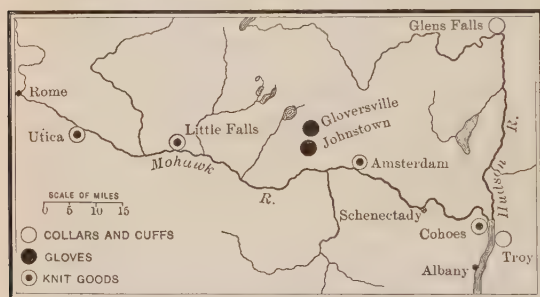 Glens Falls
Rome
Gloversville
Johnstown
Utica
Little Falls
Mohawk
R.
Amsterdam
Hudson R.
SCALE OF MILES
0 5 10 15
Schenectady
COLLARS AND CUFFS
Cohoes
Troy
GLOVES
Albany
KNIT GOODS